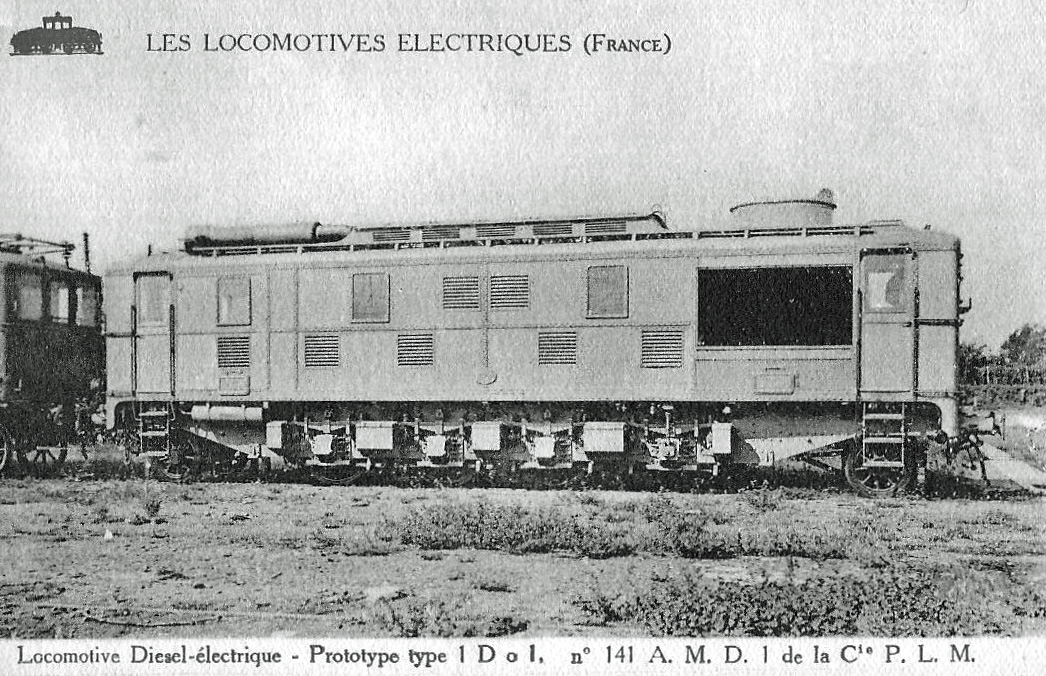 LES LOCOMOTIVES ELECTRIQUES (FRANCE)
Locomotive Diesel-électrique - Prototype type 1 D o 1, n° 141 A. M. D. 1 de la Cie P. L. M.